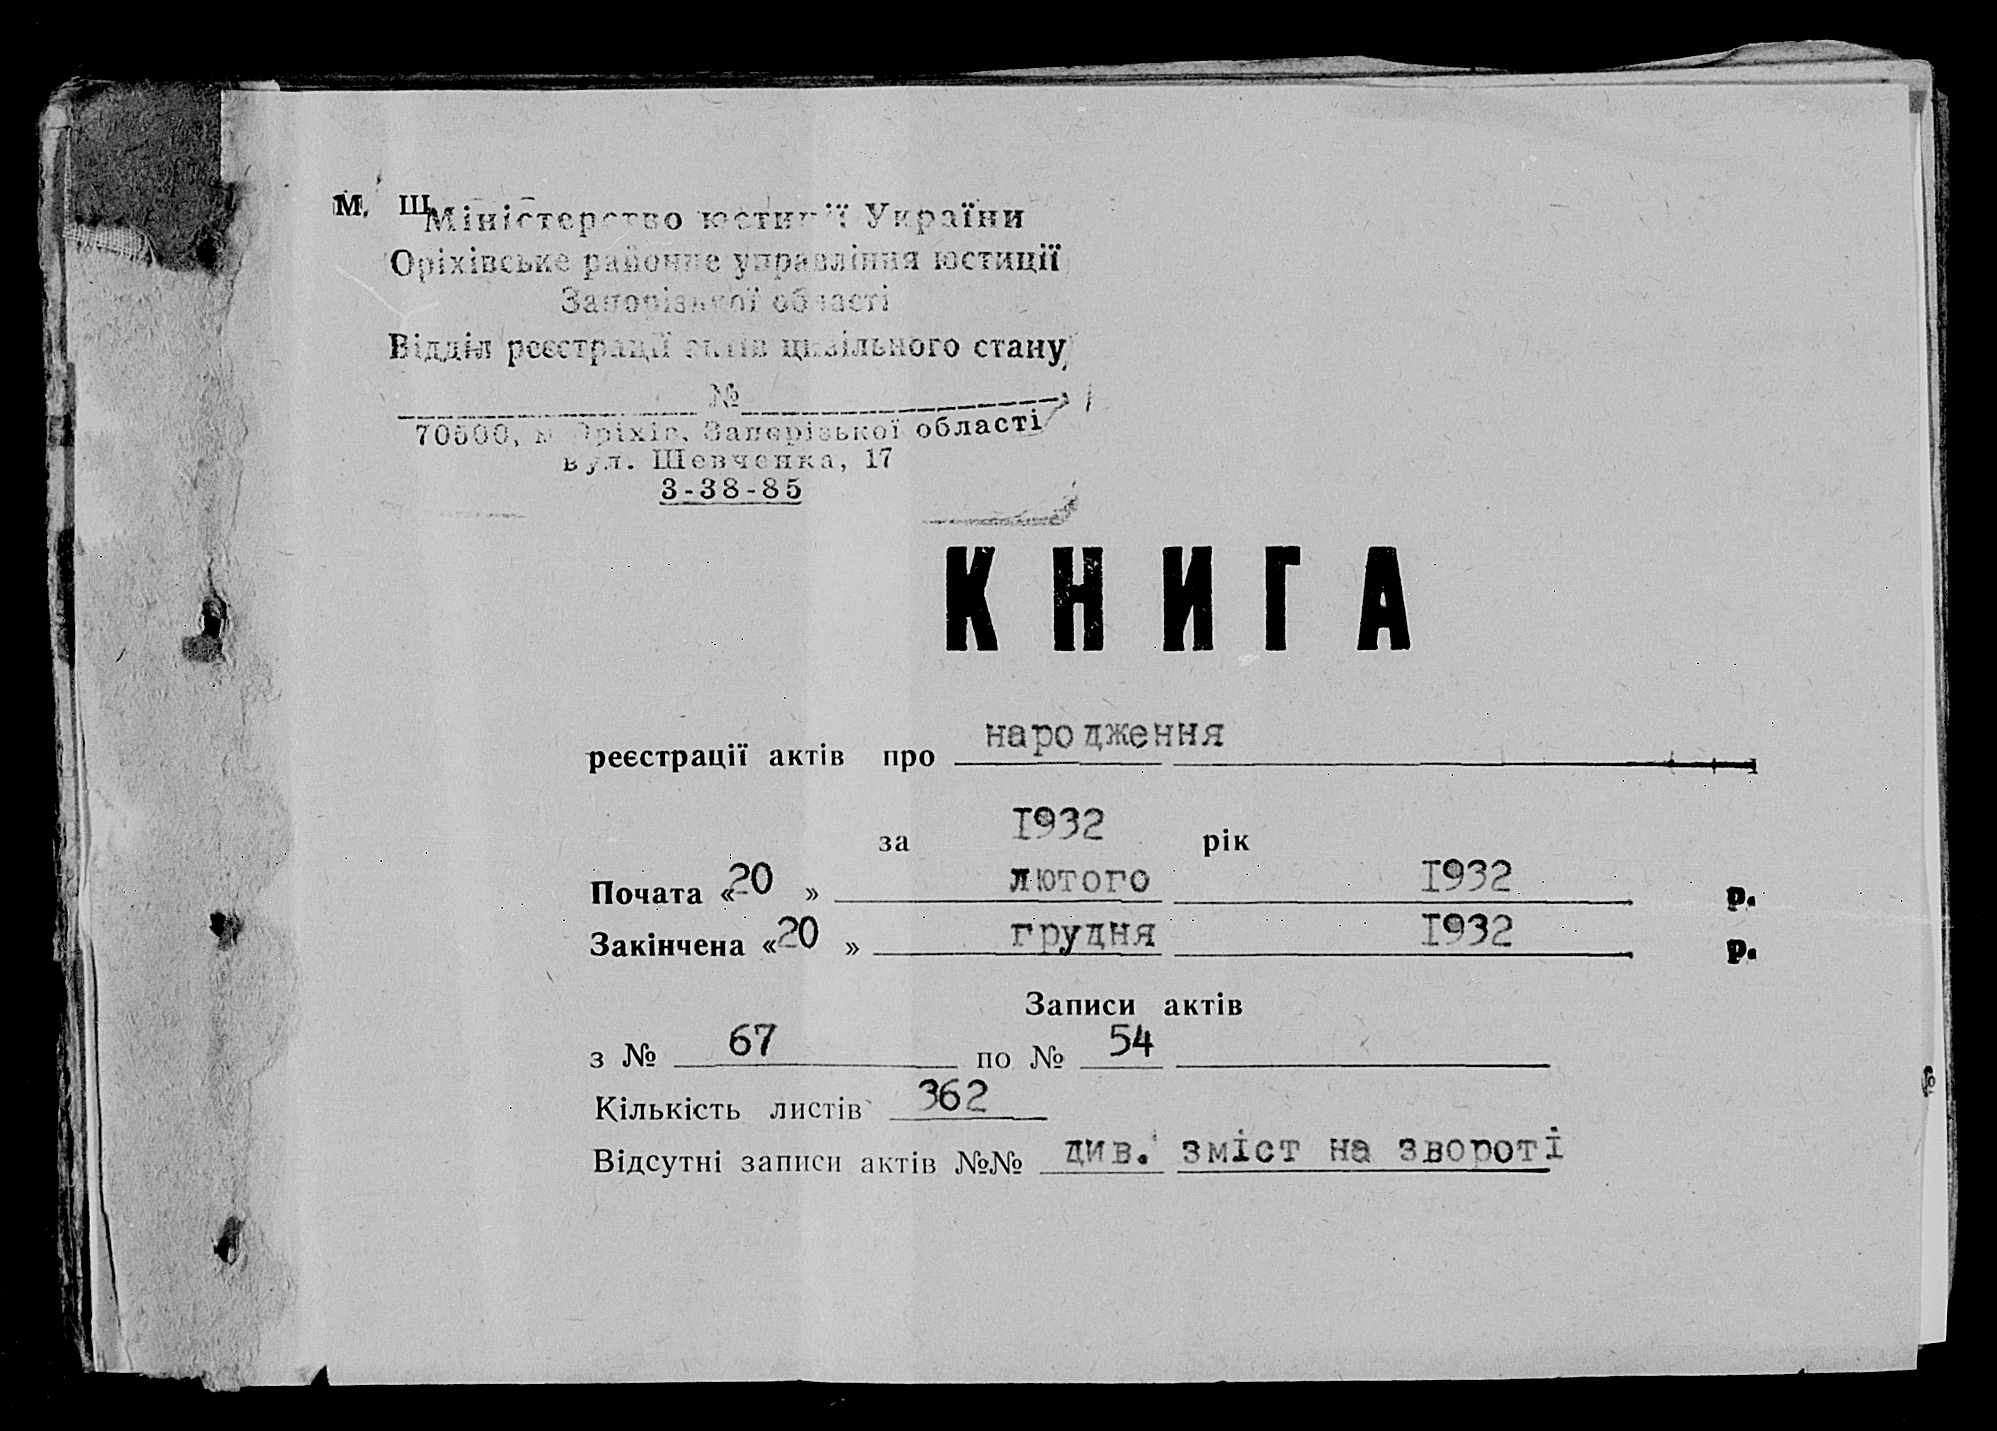 М. Ш.
Міністерство юстиції України
Оріхівське районне управління юстиції
Запорізької області
Відділ реєстрації актів цивільного стану
№
70500, м. Оріхів, Запорізької області
вул. Шевченка, 17
3-38-85
КНИГА
реєстрації актів про народження
за 1932 рік
Почата «20» лютого 1932 р.
Закінчена «20» грудня 1932 р.
Записи актів
з № 67 по № 54
Кількість листів 362
Відсутні записи актів №№ див. зміст на звороті